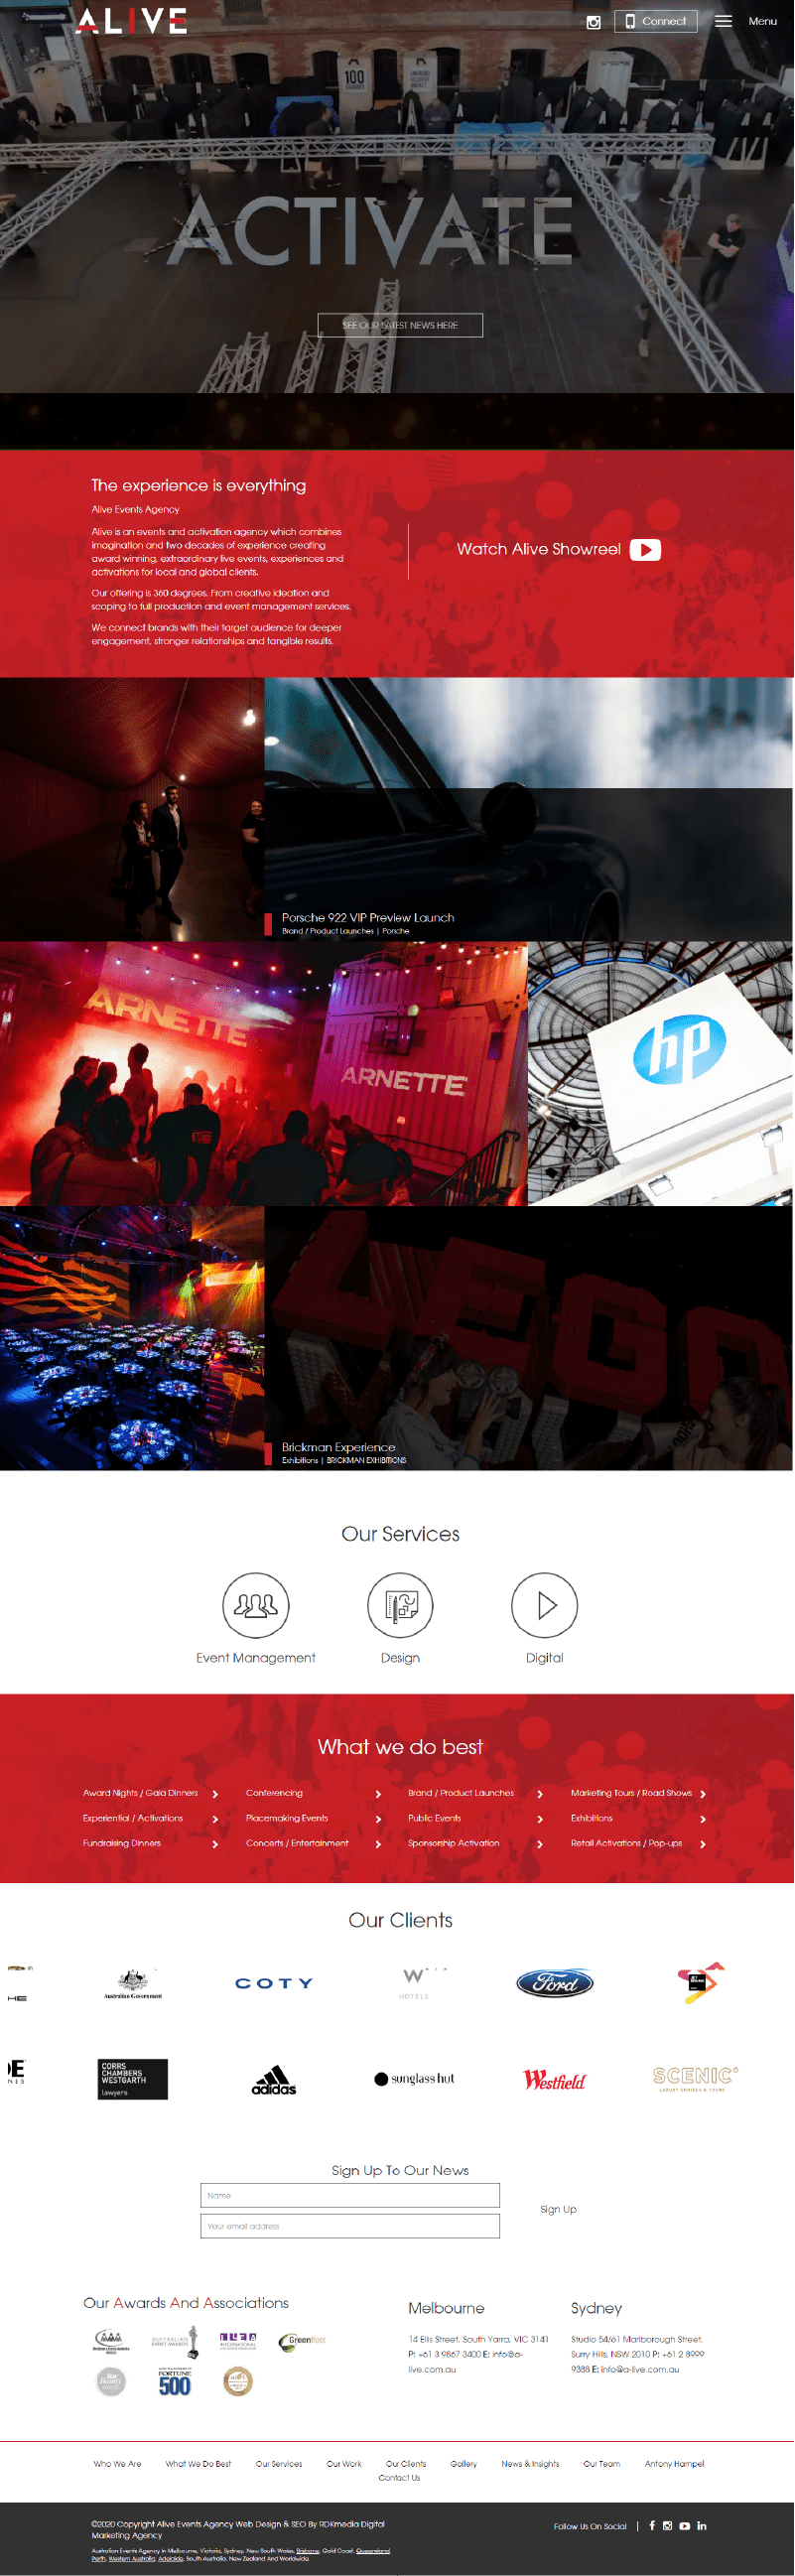 ALIVE
Connect
Menu
100
ACTIVATE
SEE OUR LATEST NEWS HERE
The experience is everything
Alive Events Agency
Alive is an events and activation agency which combines
imagination and two decades of experience creating
award winning, extraordinary live events, experiences and
activations for local and global clients.
Our offering is 360 degrees. From creative ideation and
scoping to full production and event management services.
We connect brands with their target audience for deeper
engagement, stronger relationships and tangible results.
Watch Alive Showreel
Porsche 922 VIP Preview Launch
Brand / Product Launches | Porsche
ARNETTE
ARNETTE
hp
LEGO
Brickman Experience
Exhibitions | BRICKMAN EXHIBITIONS
Our Services
Event Management
Design
Digital
What we do best
Award Nights / Gala Dinners
Conferencing
Brand / Product Launches
Marketing Tours / Road Shows
Experiential / Activations
Placemaking Events
Public Events
Exhibitions
Fundraising Dinners
Concerts / Entertainment
Sponsorship Activation
Retail Activations / Pop-ups
Our Clients
Australian Government
COTY
W
HOTELS
Ford
CORRS
CHAMBERS
WESTGARTH
lawyers
adidas
sunglass hut
Westfield
SCENIC
LUXURY CRUISES & TOURS
Sign Up To Our News
Name
Your email address
Sign Up
Our Awards And Associations
AUSTRALIAN
EVENT AWARDS
ILEA
INTERNATIONAL
Greenfleet
FORTUNE
500
Melbourne
14 Ellis Street, South Yarra, VIC 3141
P: +61 3 9867 3400 E: info@a-
live.com.au
Sydney
Studio 54/61 Marlborough Street,
Surry Hills, NSW 2010 P: +61 2 8999
9388 E: info@a-live.com.au
Who We Are
What We Do Best
Our Services
Our Work
Our Clients
Gallery
News & Insights
Our Team
Antony Hampel
Contact Us
©2020 Copyright Alive Events Agency Web Design & SEO By RDKmedia Digital
Marketing Agency
Australian Events Agency in Melbourne, Victoria, Sydney, New South Wales, Brisbane, Gold Coast, Queensland,
Perth, Western Australia, Adelaide, South Australia, New Zealand And Worldwide.
Follow Us On Social